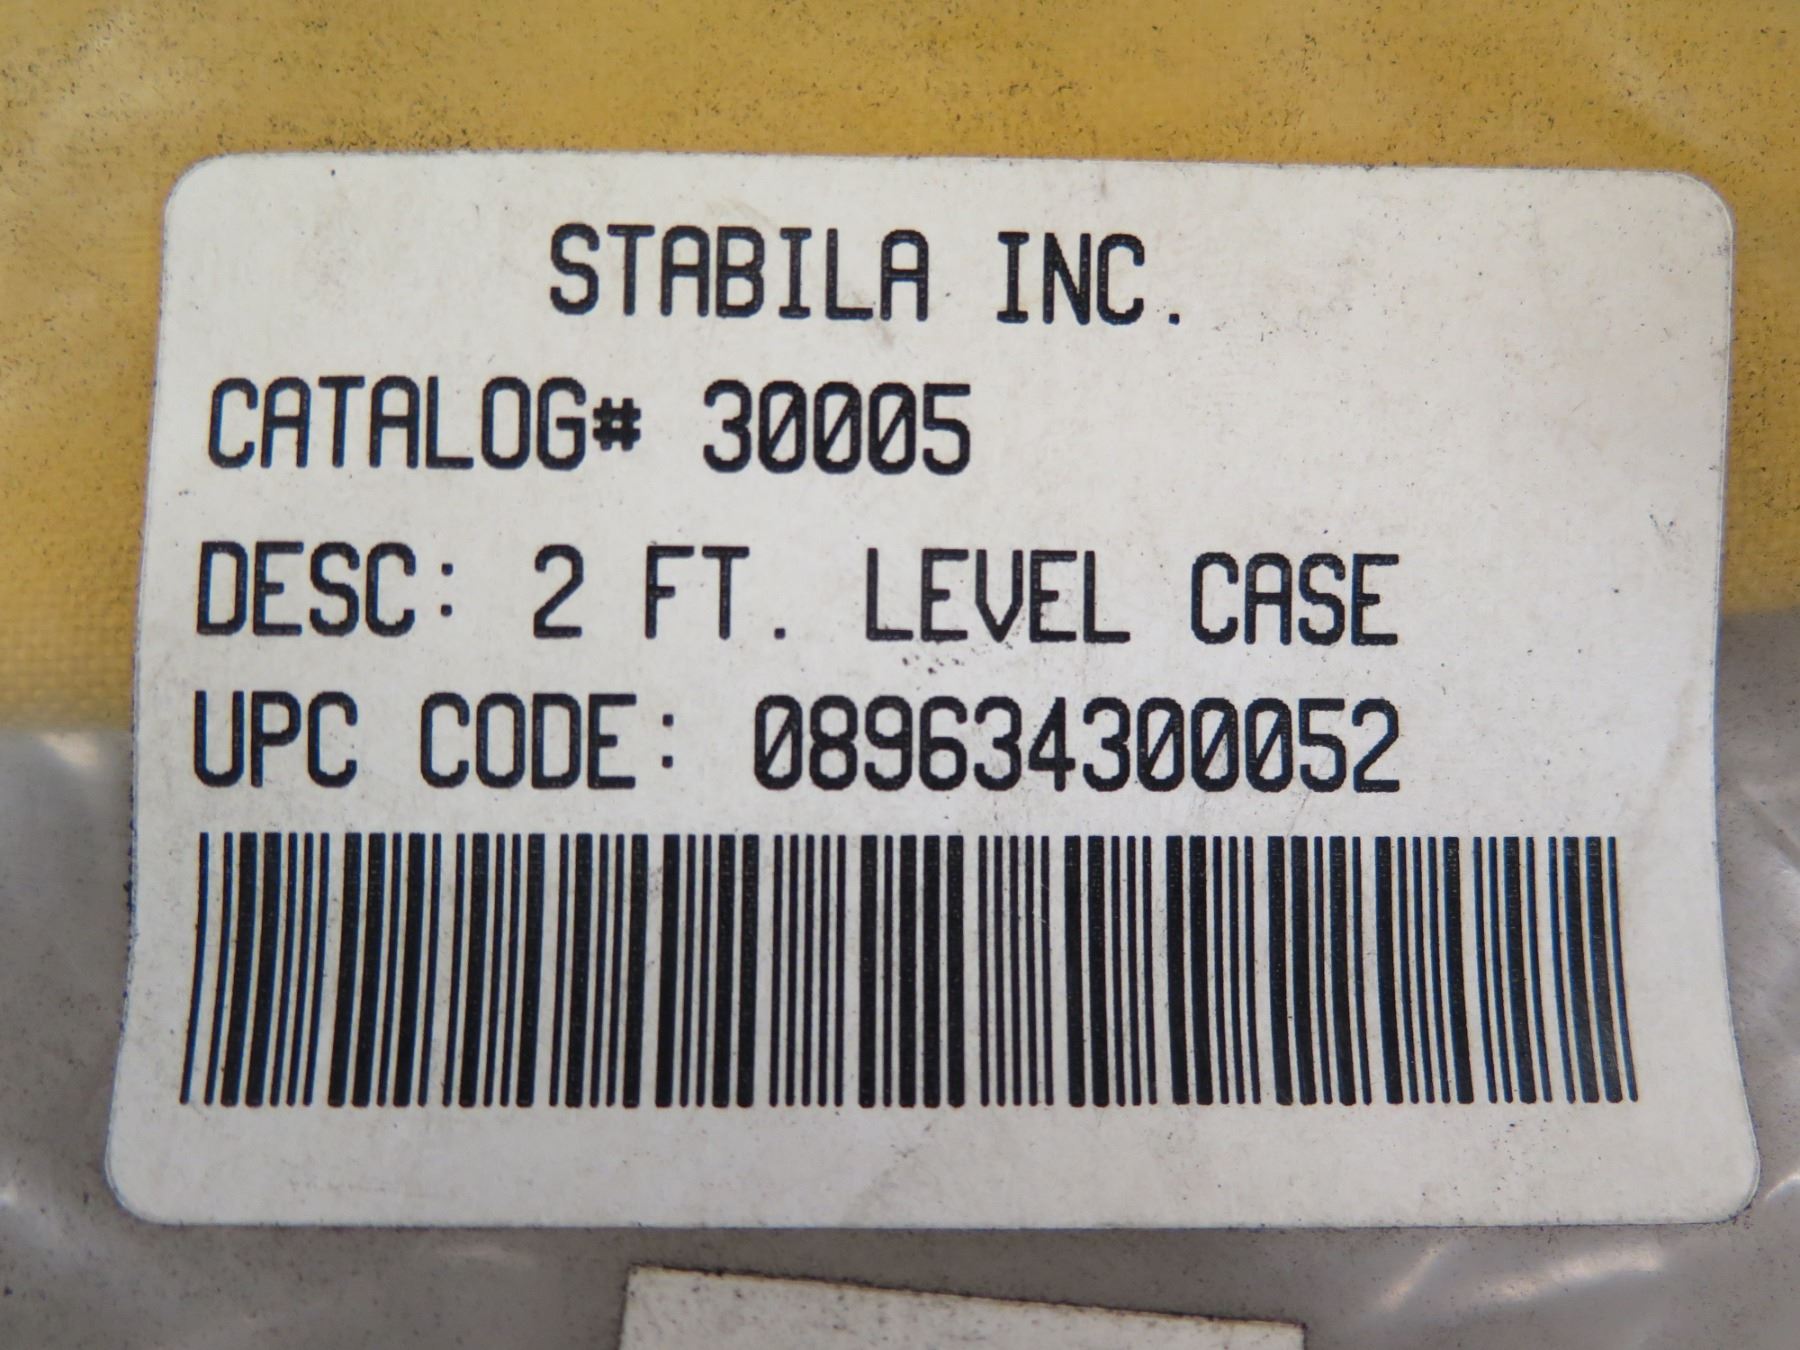 STABILA INC.
CATALOG# 30005
DESC: 2 FT. LEVEL CASE
UPC CODE: 089634300052